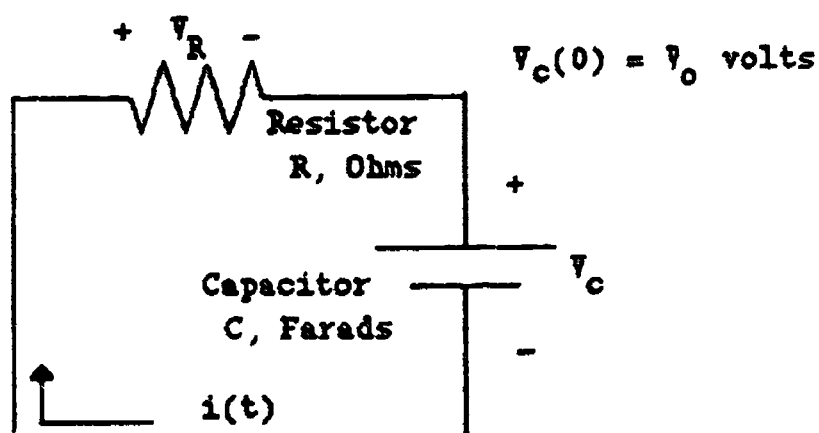 + V_R -
V_c(0) = V_o volts
Resistor
R, Ohms
+
Capacitor
C, Farads
V_c
-
i(t)